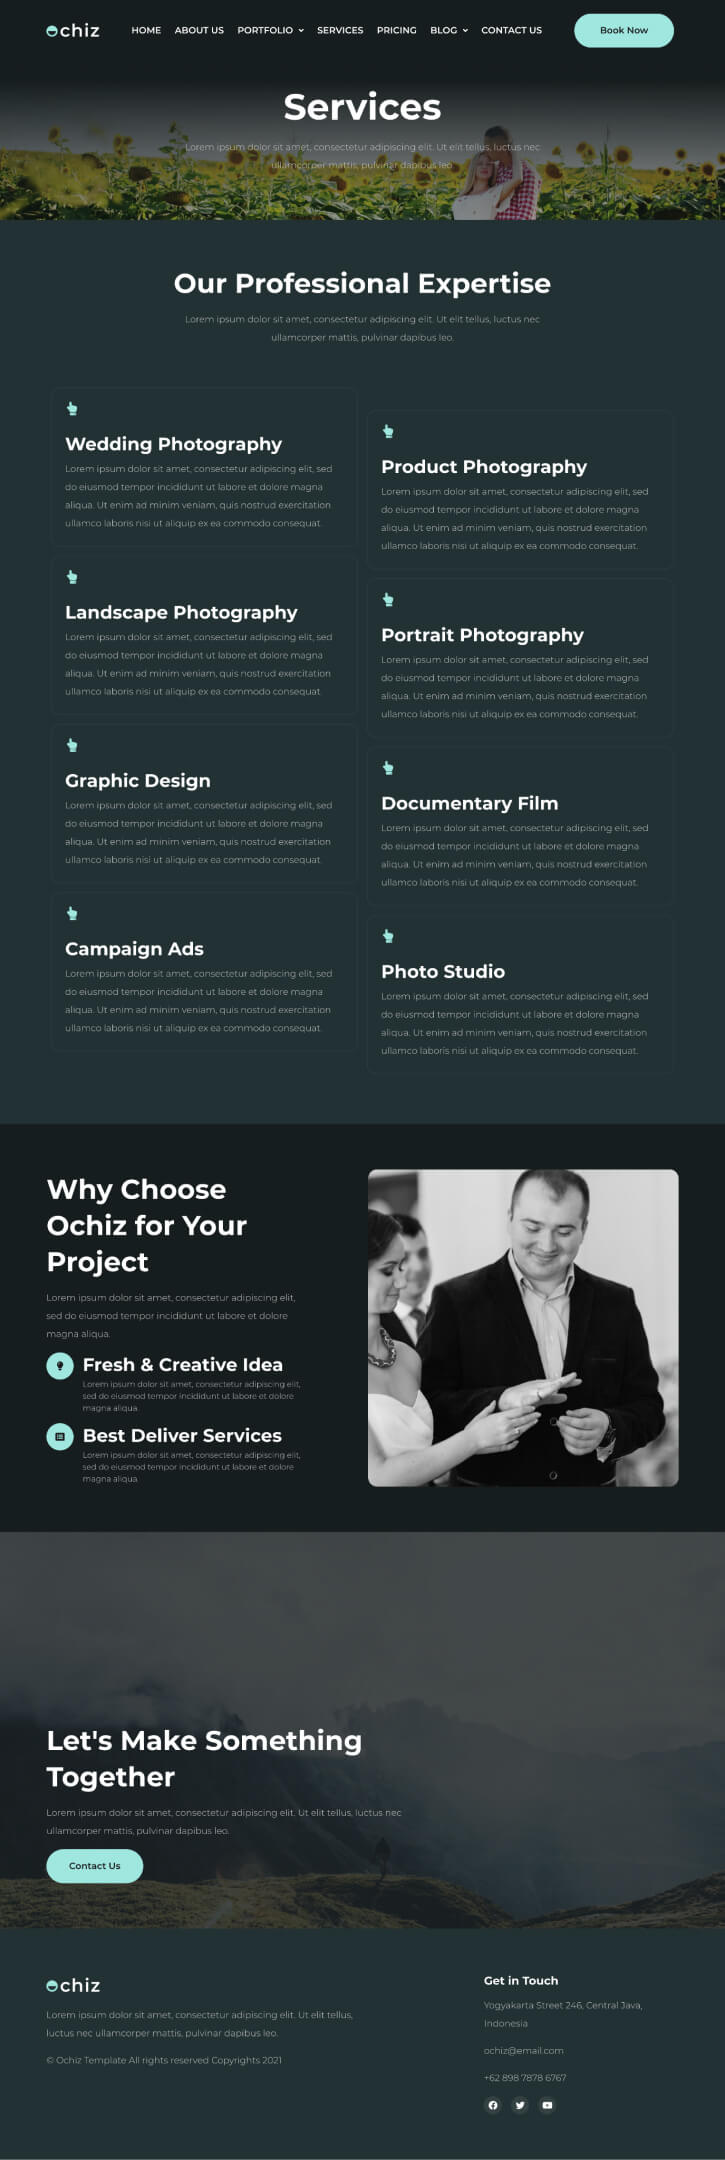 ochiz
HOME ABOUT US PORTFOLIO SERVICES PRICING BLOG CONTACT US
Book Now
Services
Lorem ipsum dolor sit amet, consectetur adipiscing elit. Ut elit tellus, luctus nec
ullamcorper mattis, pulvinar dapibus leo.
Our Professional Expertise
Lorem ipsum dolor sit amet, consectetur adipiscing elit. Ut elit tellus, luctus nec
ullamcorper mattis, pulvinar dapibus leo.
Wedding Photography
Lorem ipsum dolor sit amet, consectetur adipiscing elit, sed
do eiusmod tempor incididunt ut labore et dolore magna
aliqua. Ut enim ad minim veniam, quis nostrud exercitation
ullamco laboris nisi ut aliquip ex ea commodo consequat.
Product Photography
Lorem ipsum dolor sit amet, consectetur adipiscing elit, sed
do eiusmod tempor incididunt ut labore et dolore magna
aliqua. Ut enim ad minim veniam, quis nostrud exercitation
ullamco laboris nisi ut aliquip ex ea commodo consequat.
Landscape Photography
Lorem ipsum dolor sit amet, consectetur adipiscing elit, sed
do eiusmod tempor incididunt ut labore et dolore magna
aliqua. Ut enim ad minim veniam, quis nostrud exercitation
ullamco laboris nisi ut aliquip ex ea commodo consequat.
Portrait Photography
Lorem ipsum dolor sit amet, consectetur adipiscing elit, sed
do eiusmod tempor incididunt ut labore et dolore magna
aliqua. Ut enim ad minim veniam, quis nostrud exercitation
ullamco laboris nisi ut aliquip ex ea commodo consequat.
Graphic Design
Lorem ipsum dolor sit amet, consectetur adipiscing elit, sed
do eiusmod tempor incididunt ut labore et dolore magna
aliqua. Ut enim ad minim veniam, quis nostrud exercitation
ullamco laboris nisi ut aliquip ex ea commodo consequat.
Documentary Film
Lorem ipsum dolor sit amet, consectetur adipiscing elit, sed
do eiusmod tempor incididunt ut labore et dolore magna
aliqua. Ut enim ad minim veniam, quis nostrud exercitation
ullamco laboris nisi ut aliquip ex ea commodo consequat.
Campaign Ads
Lorem ipsum dolor sit amet, consectetur adipiscing elit, sed
do eiusmod tempor incididunt ut labore et dolore magna
aliqua. Ut enim ad minim veniam, quis nostrud exercitation
ullamco laboris nisi ut aliquip ex ea commodo consequat.
Photo Studio
Lorem ipsum dolor sit amet, consectetur adipiscing elit, sed
do eiusmod tempor incididunt ut labore et dolore magna
aliqua. Ut enim ad minim veniam, quis nostrud exercitation
ullamco laboris nisi ut aliquip ex ea commodo consequat.
Why Choose
Ochiz for Your
Project
Lorem ipsum dolor sit amet, consectetur adipiscing elit,
sed do eiusmod tempor incididunt ut labore et dolore
magna aliqua.
Fresh & Creative Idea
Lorem ipsum dolor sit amet, consectetur adipiscing elit,
sed do eiusmod tempor incididunt ut labore et dolore
magna aliqua.
Best Deliver Services
Lorem ipsum dolor sit amet, consectetur adipiscing elit,
sed do eiusmod tempor incididunt ut labore et dolore
magna aliqua.
Let's Make Something
Together
Lorem ipsum dolor sit amet, consectetur adipiscing elit. Ut elit tellus, luctus nec
ullamcorper mattis, pulvinar dapibus leo.
Contact Us
ochiz
Lorem ipsum dolor sit amet, consectetur adipiscing elit. Ut elit tellus,
luctus nec ullamcorper mattis, pulvinar dapibus leo.
© Ochiz Template All rights reserved Copyrights 2021
Get in Touch
Yogyakarta Street 246, Central Java,
Indonesia
ochiz@email.com
+62 898 7878 6767